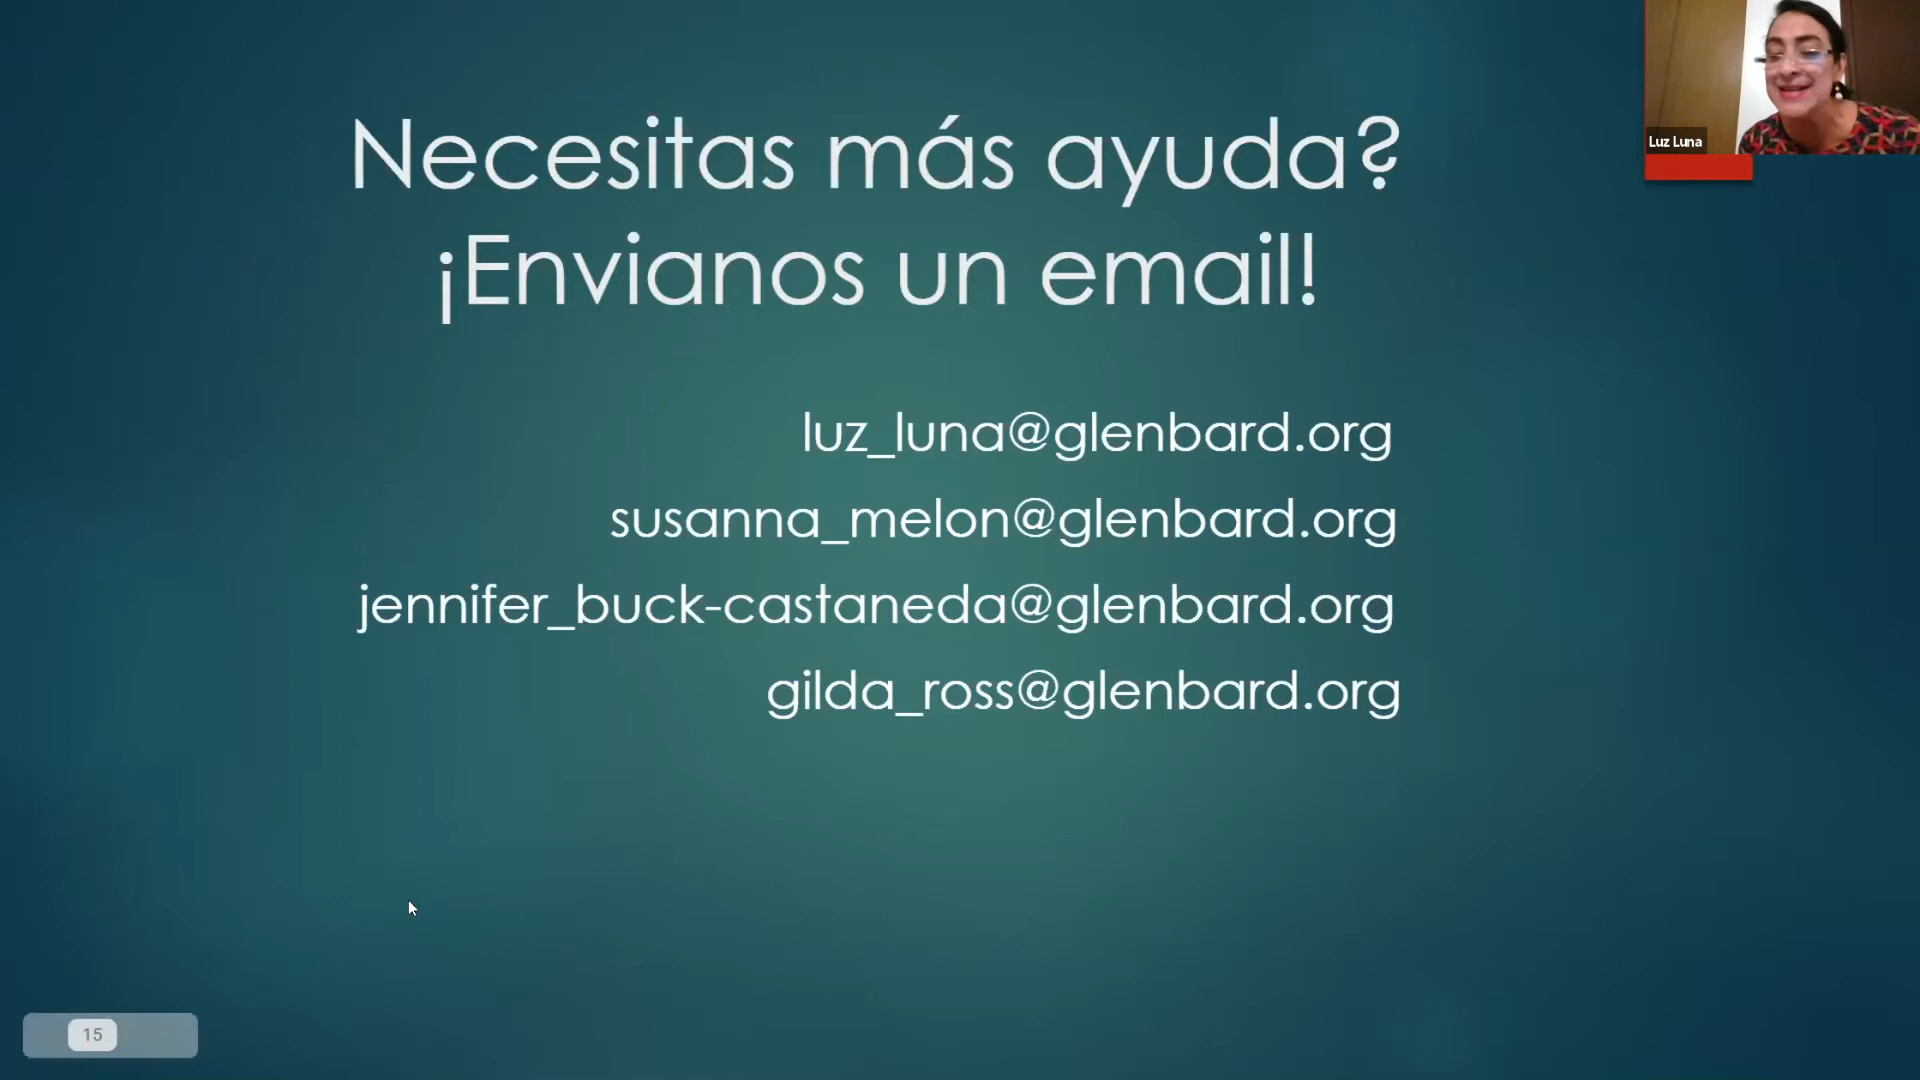 Necesitas más ayuda?
¡Envianos un email!
Luz Luna
luz_luna@glenbard.org
susanna_melon@glenbard.org
jennifer_buck-castaneda@glenbard.org
gilda_ross@glenbard.org
15